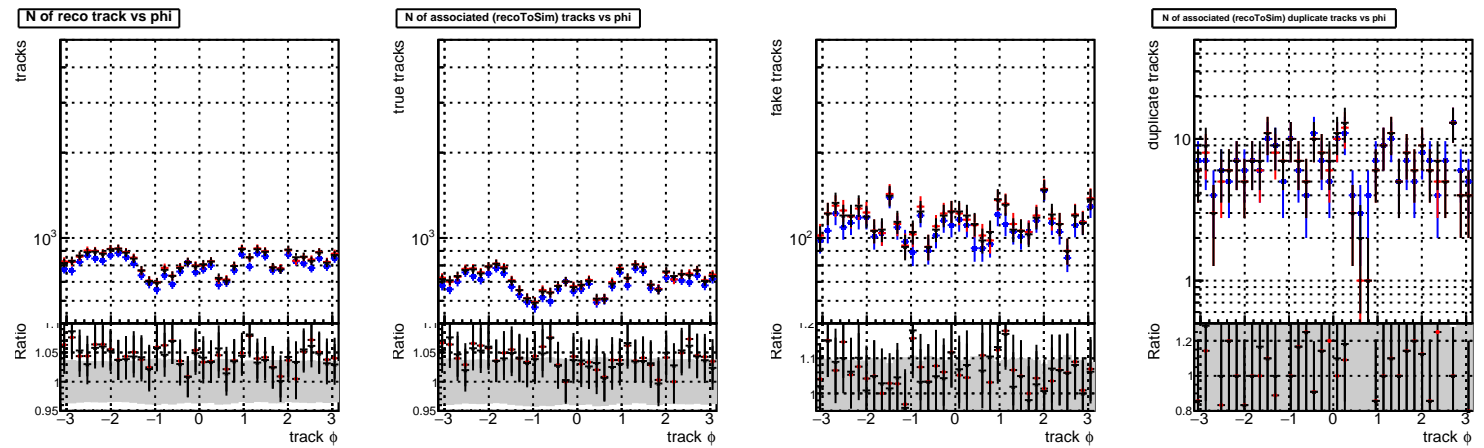 N of reco track vs phi
tracks
10³
Ratio
1.1
1.05
1
0.95
−3 −2 −1 0 1 2 3
track ϕ
N of associated (recoToSim) tracks vs phi
true tracks
10³
Ratio
1.1
1.05
1
0.95
−3 −2 −1 0 1 2 3
track ϕ
fake tracks
10²
Ratio
1.2
1.1
1
−3 −2 −1 0 1 2 3
track ϕ
N of associated (recoToSim) duplicate tracks vs phi
duplicate tracks
10
1
Ratio
1.2
1
0.8
−3 −2 −1 0 1 2 3
track ϕ